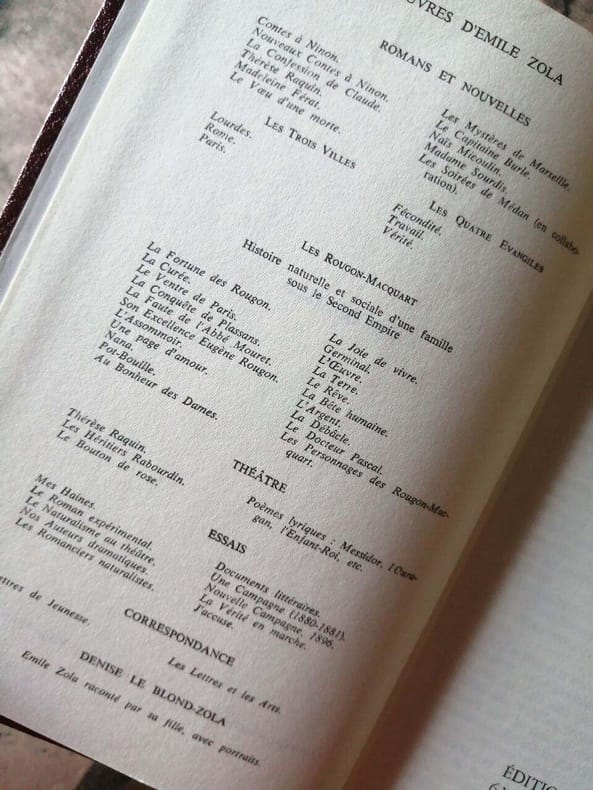 UVRES D'EMILE ZOLA
ROMANS ET NOUVELLES
Contes à Ninon.
Nouveaux Contes à Ninon.
La Confession de Claude.
Thérèse Raquin.
Madeleine Férat.
Le Vœu d'une morte.
Les Mystères de Marseille.
Le Capitaine Burle.
Naïs Micoulin.
Madame Sourdis.
Les Soirées de Médan (en collabo-
ration).
LES TROIS VILLES
Lourdes.
Rome.
Paris.
LES QUATRE EVANGILES
Fécondité.
Travail.
Vérité.
LES ROUGON-MACQUART
Histoire naturelle et sociale d'une famille
sous le Second Empire
La Fortune des Rougon.
La Curée.
Le Ventre de Paris.
La Conquête de Plassans.
La Faute de l'Abbé Mouret.
Son Excellence Eugène Rougon.
L'Assommoir.
Une page d'amour.
Nana.
Pot-Bouille.
Au Bonheur des Dames.
La Joie de vivre.
Germinal.
L'Œuvre.
La Terre.
Le Rêve.
La Bête humaine.
L'Argent.
La Débâcle.
Le Docteur Pascal.
Les Personnages des Rougon-Mac-
quart.
THÉÂTRE
Thérèse Raquin.
Les Héritiers Rabourdin.
Le Bouton de rose.
Poèmes lyriques : Messidor, l'Oura-
gan, l'Enfant-Roi, etc.
ESSAIS
Mes Haines.
Le Roman expérimental.
Le Naturalisme au théâtre.
Nos Auteurs dramatiques.
Les Romanciers naturalistes.
Documents littéraires.
Une Campagne (1880-1881).
Nouvelle Campagne, 1896.
La Vérité en marche.
J'accuse.
CORRESPONDANCE
ettres de Jeunesse.
Les Lettres et les Arts.
DENISE LE BLOND-ZOLA
Emile Zola raconté par sa fille, avec portraits.
ÉDITION